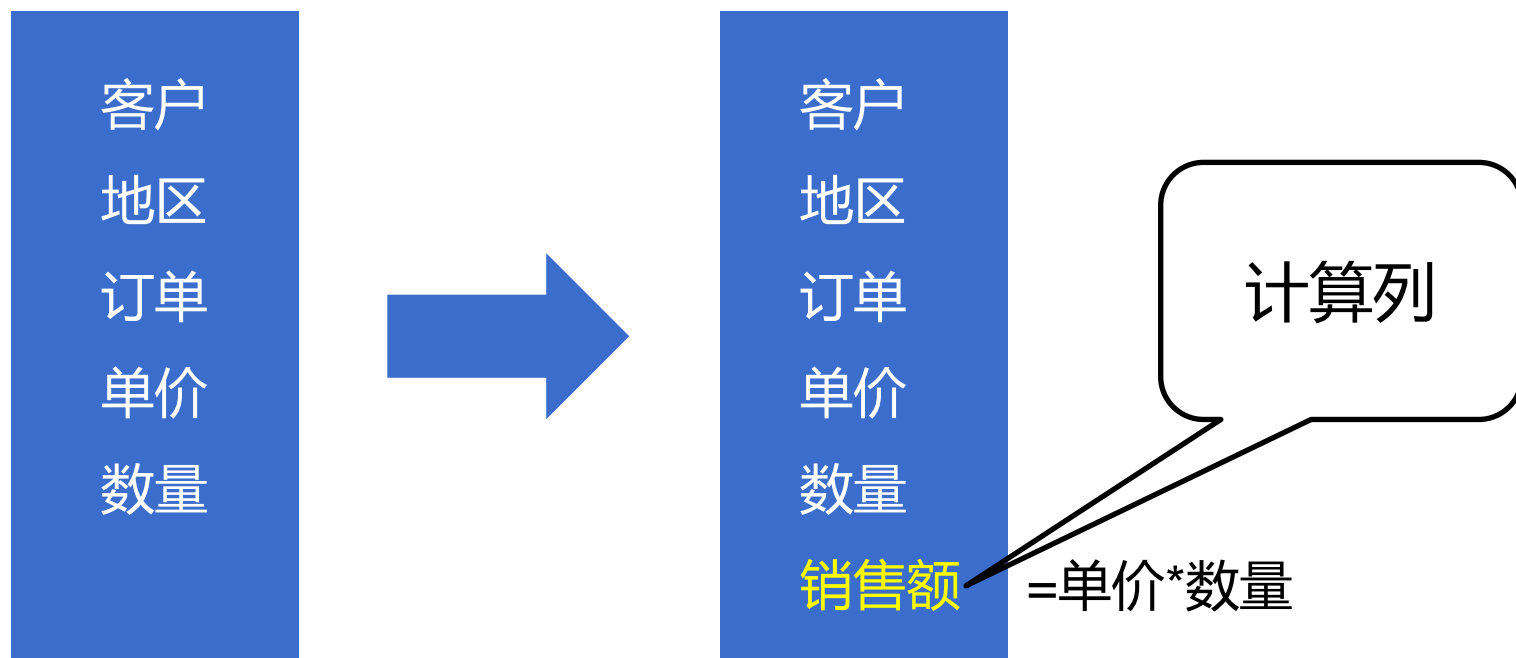 客户
地区
订单
单价
数量
客户
地区
订单
单价
数量
销售额
=单价*数量
计算列